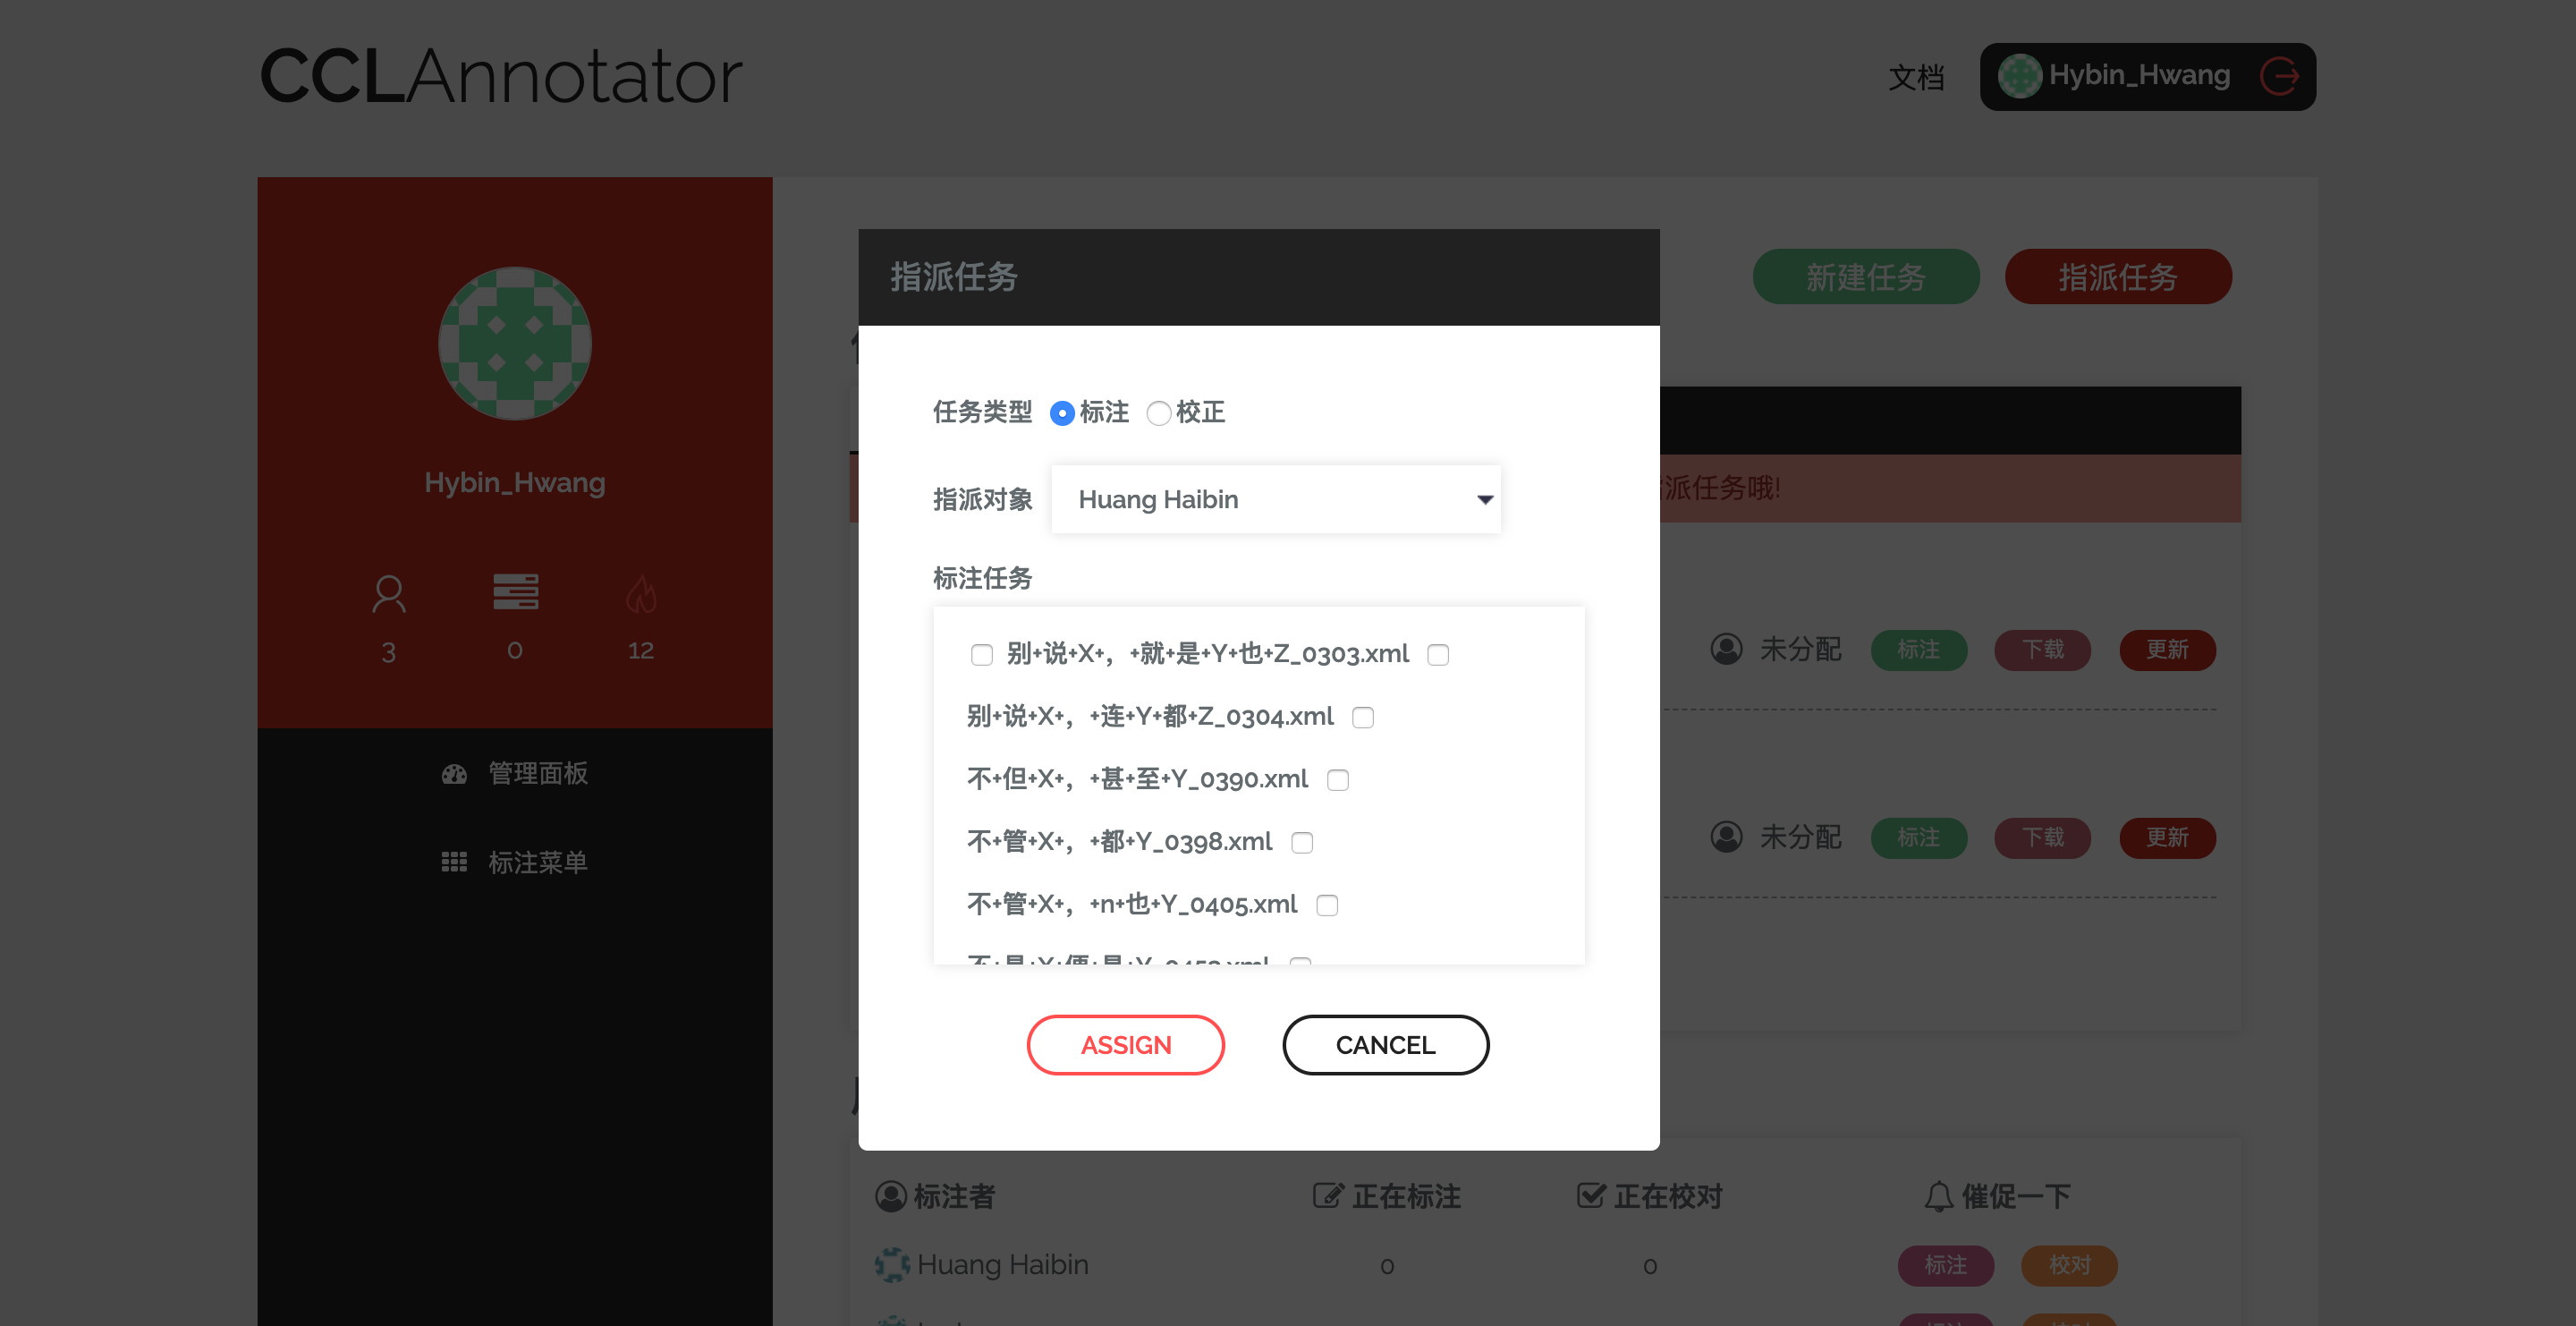 CCLAnnotator
文档
Hybin_Hwang
Hybin_Hwang
3
0
12
管理面板
标注菜单
新建任务
指派任务
派任务哦!
未分配
标注
下载
更新
未分配
标注
下载
更新
指派任务
任务类型 标注 校正
指派对象 Huang Haibin
标注任务
别+说+X+，+就+是+Y+也+Z_0303.xml
别+说+X+，+连+Y+都+Z_0304.xml
不+但+X+，+甚+至+Y_0390.xml
不+管+X+，+都+Y_0398.xml
不+管+X+，+n+也+Y_0405.xml
ASSIGN
CANCEL
标注者 正在标注 正在校对 催促一下
Huang Haibin 0 0 标注 校对